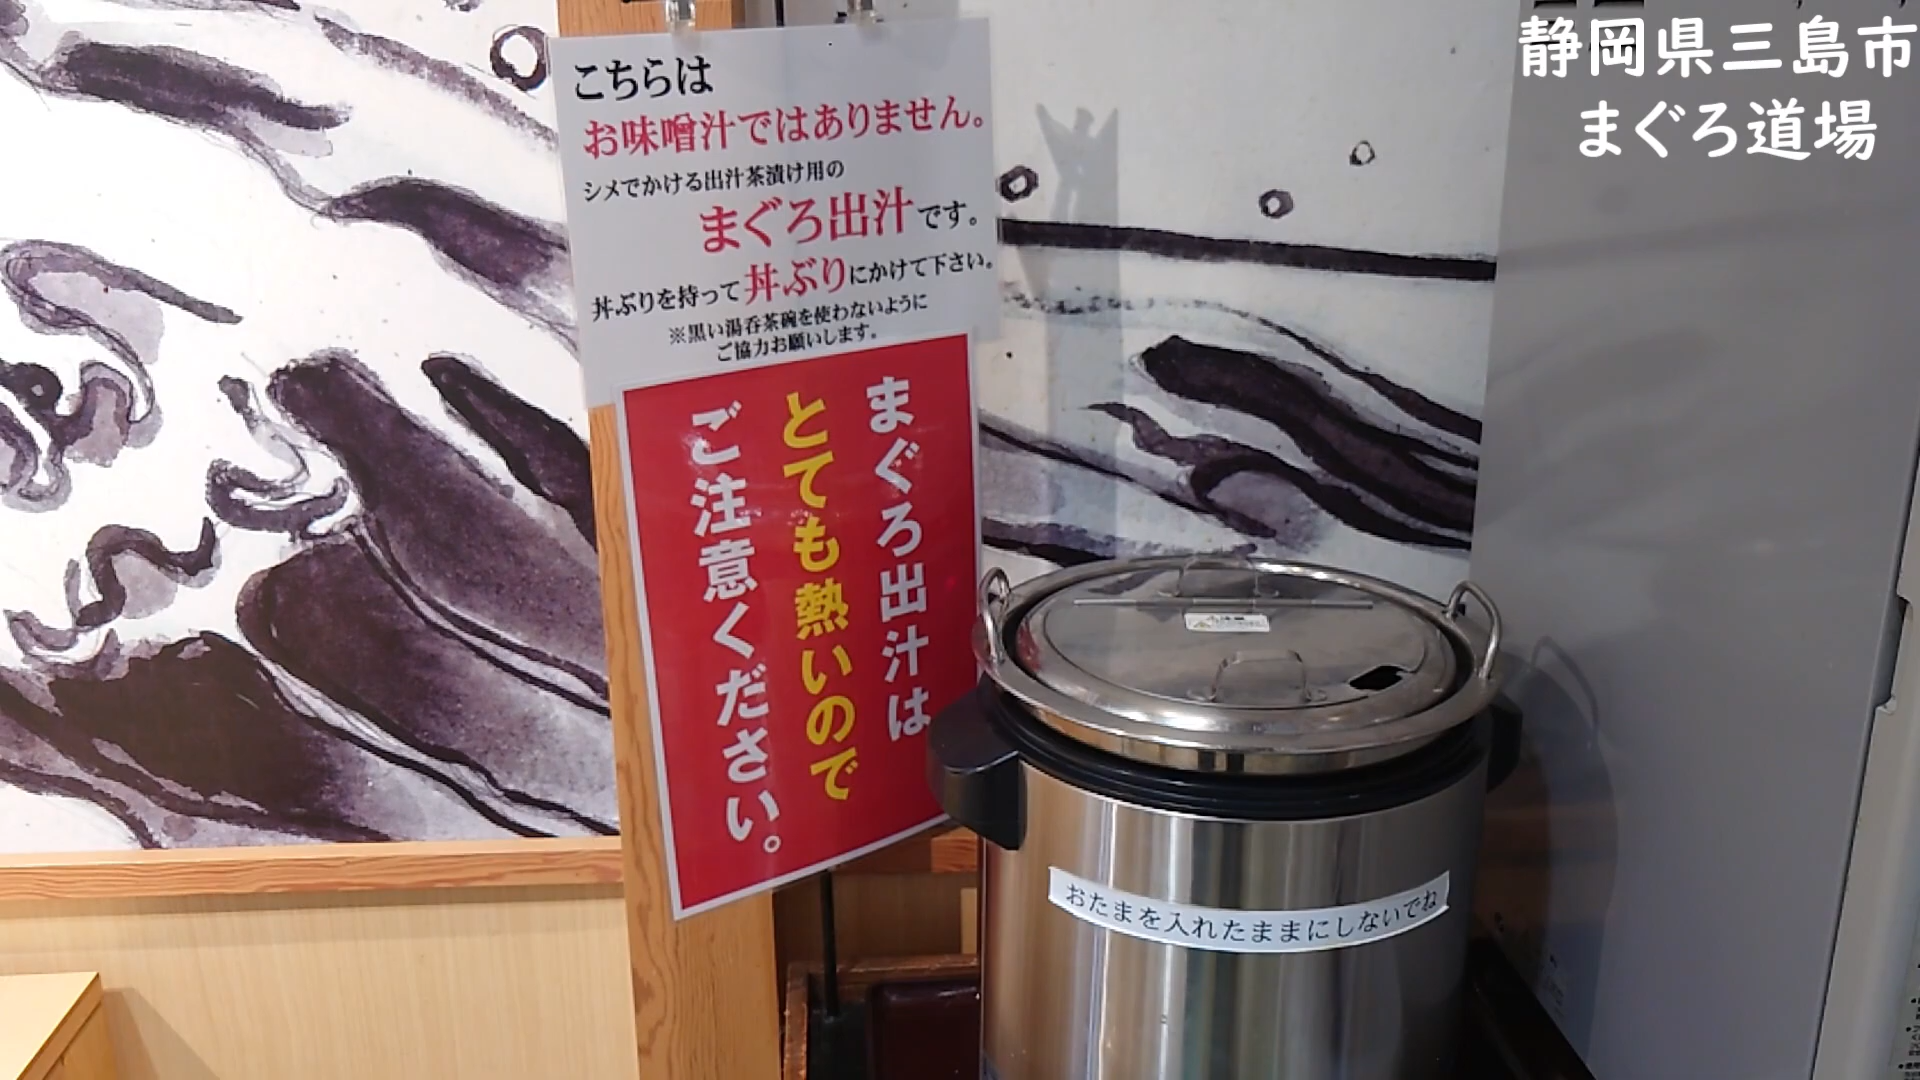 静岡県三島市
まぐろ道場
こちらは
お味噌汁ではありません。
シメでかける出汁茶漬け用の
まぐろ出汁です。
丼ぶりを持って丼ぶりにかけて下さい。
※黒い湯呑茶碗を使わないように
ご協力お願いします。
まぐろ出汁は
とても熱いので
ご注意ください。
おたまを入れたままにしないでね